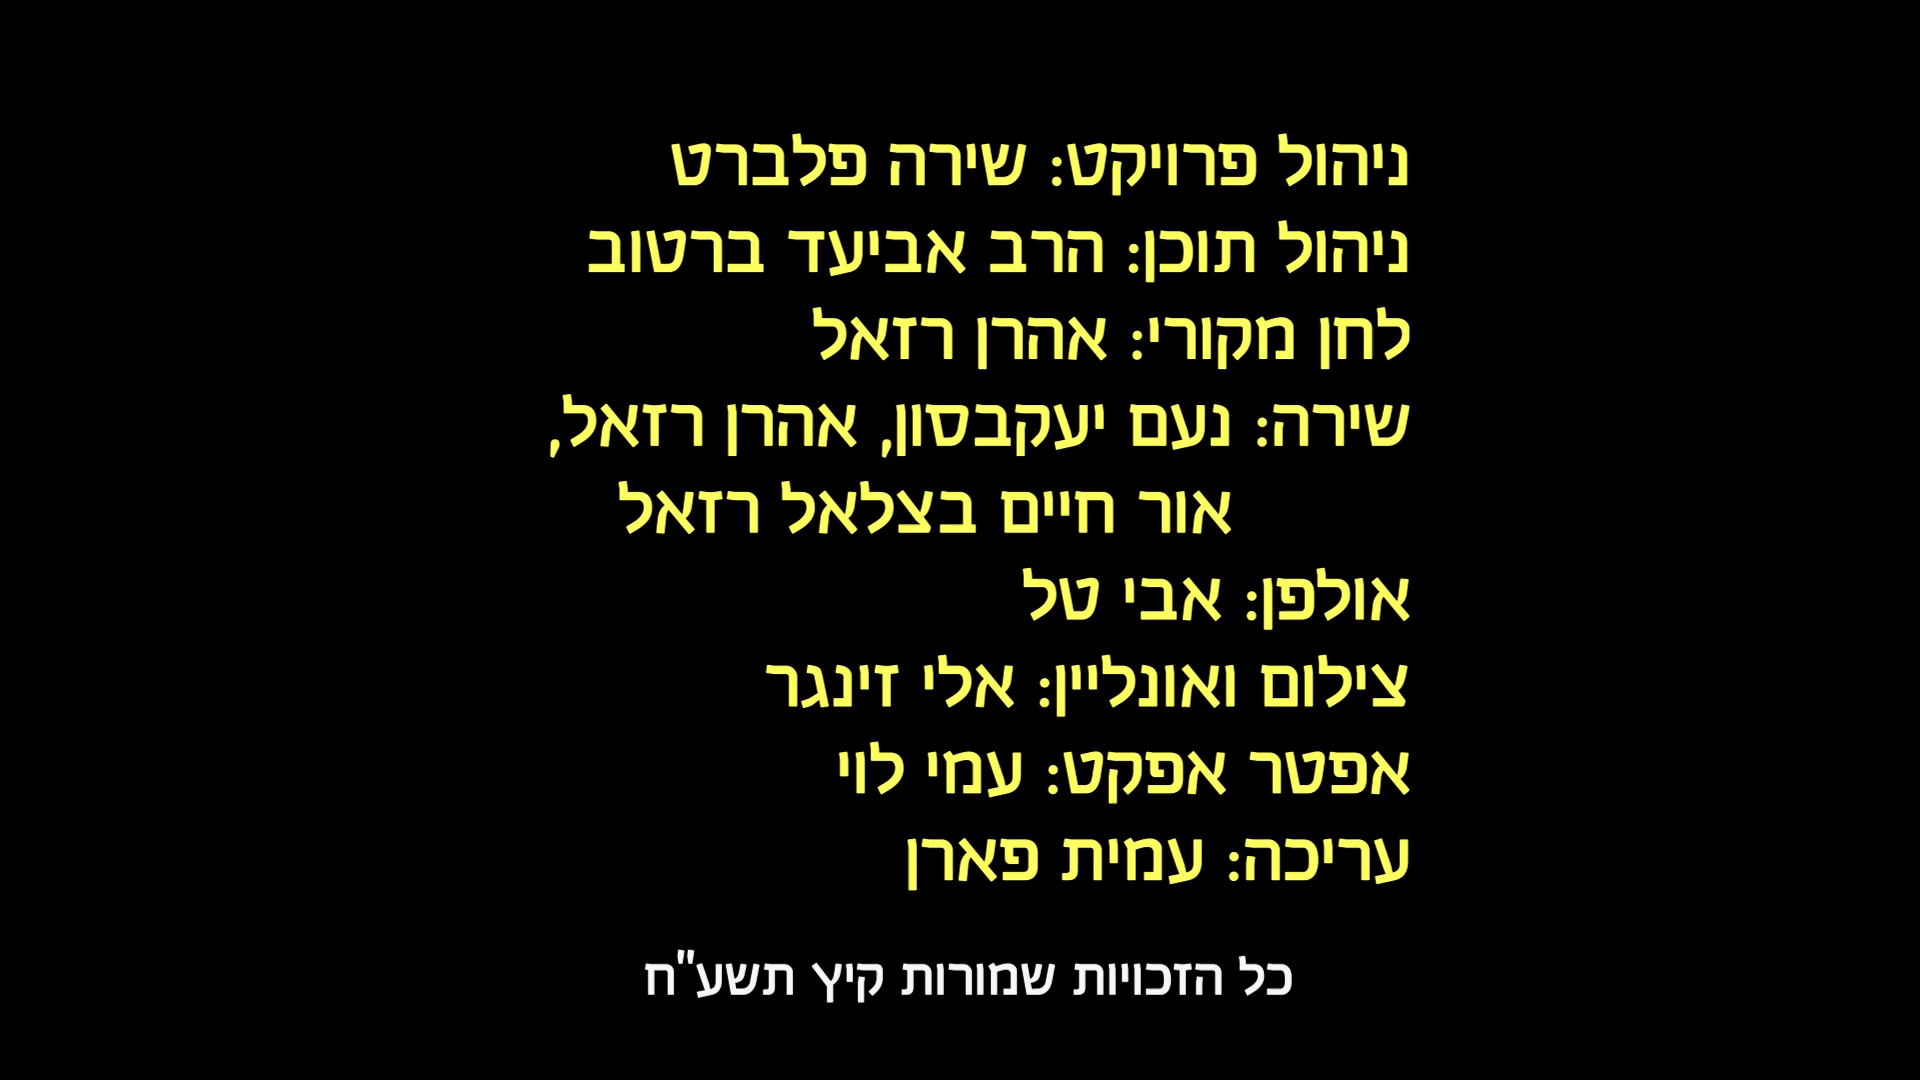 ניהול פרויקט: שירה פלברט
ניהול תוכן: הרב אביעד ברטוב
לחן מקורי: אהרן רזאל
שירה: נעם יעקבסון, אהרן רזאל,
אור חיים בצלאל רזאל
אולפן: אבי טל
צילום ואונליין: אלי זינגר
אפטר אפקט: עמי לוי
עריכה: עמית פארן
כל הזכויות שמורות קיץ תשע"ח